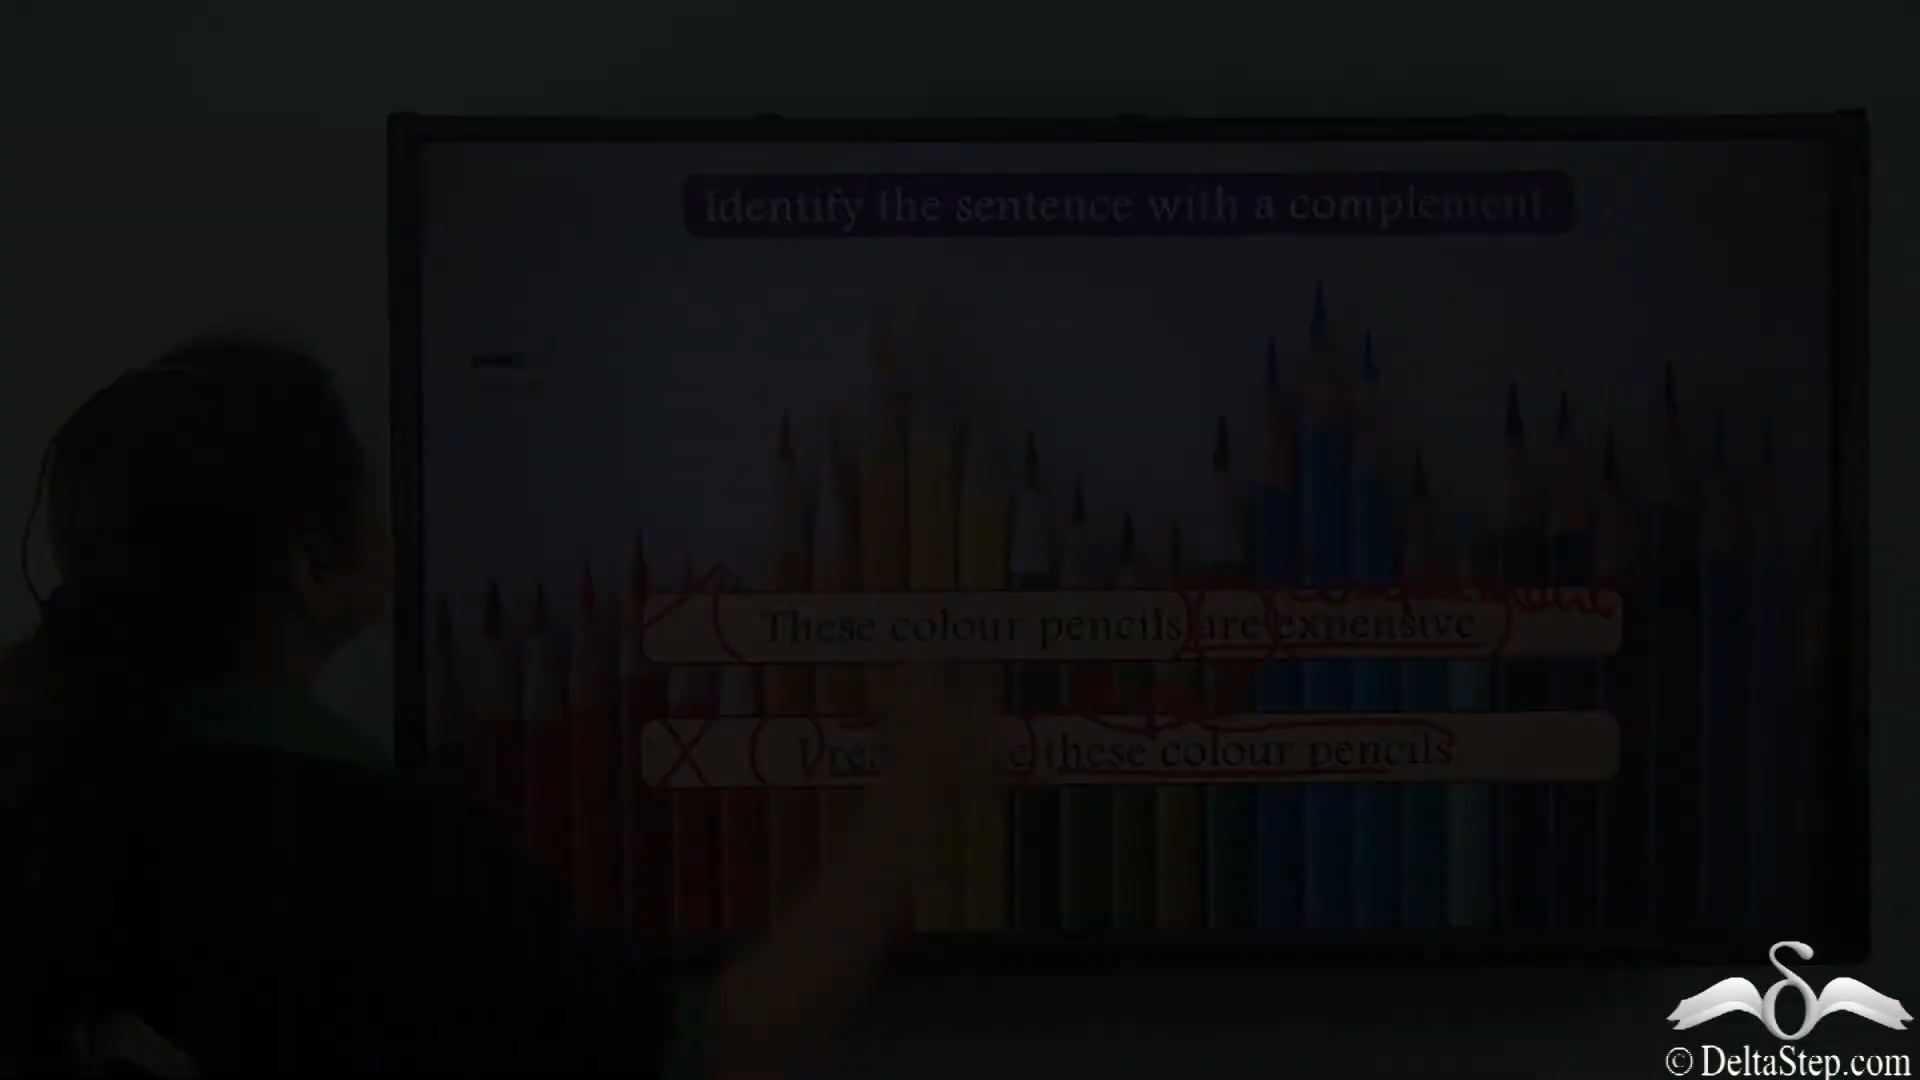 Identify the sentence with a complement.
These colour pencils are expensive
I these colour pencils
© DeltaStep.com